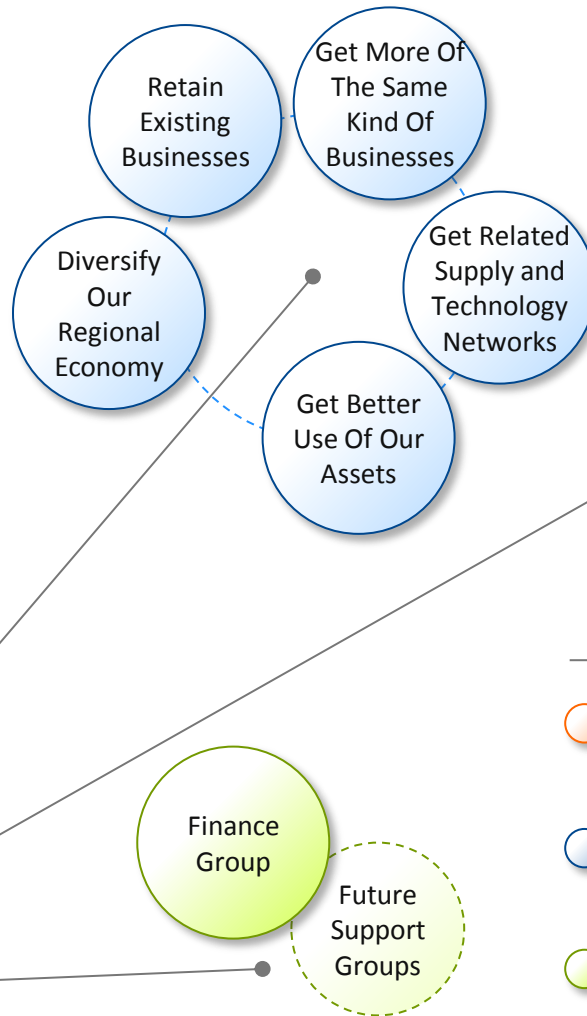 Retain
Existing
Businesses
Get More Of
The Same
Kind Of
Businesses
Get Related
Supply and
Technology
Networks
Diversify
Our
Regional
Economy
Get Better
Use Of Our
Assets
Finance
Group
Future
Support
Groups